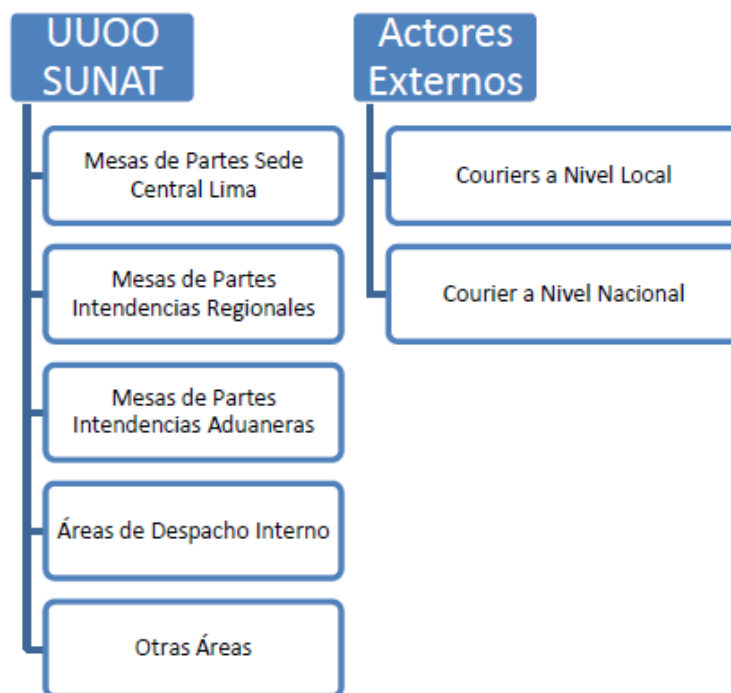 UUOO
SUNAT
Mesas de Partes Sede
Central Lima
Mesas de Partes
Intendencias Regionales
Mesas de Partes
Intendencias Aduaneras
Áreas de Despacho Interno
Otras Áreas
Actores
Externos
Couriers a Nivel Local
Courier a Nivel Nacional